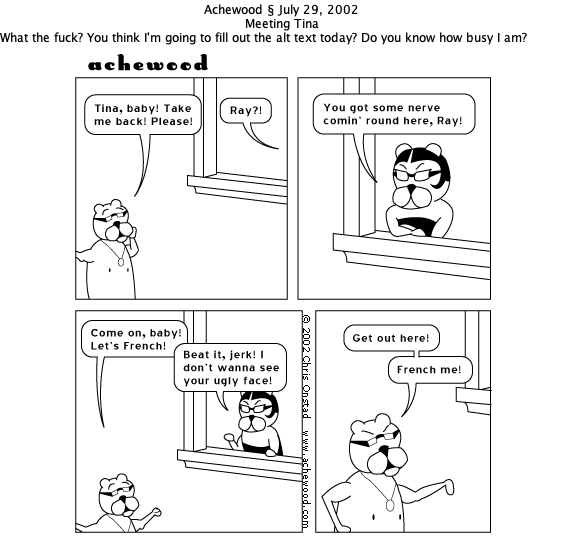 Achewood § July 29, 2002
Meeting Tina
What the fuck? You think I'm going to fill out the alt text today? Do you know how busy I am?
achewood
Tina, baby! Take
me back! Please!
Ray?!
You got some nerve
comin' round here, Ray!
Come on, baby!
Let's French!
Beat it, jerk! I
don't wanna see
your ugly face!
© 2002 Chris Onstad www.achewood.com
Get out here!
French me!